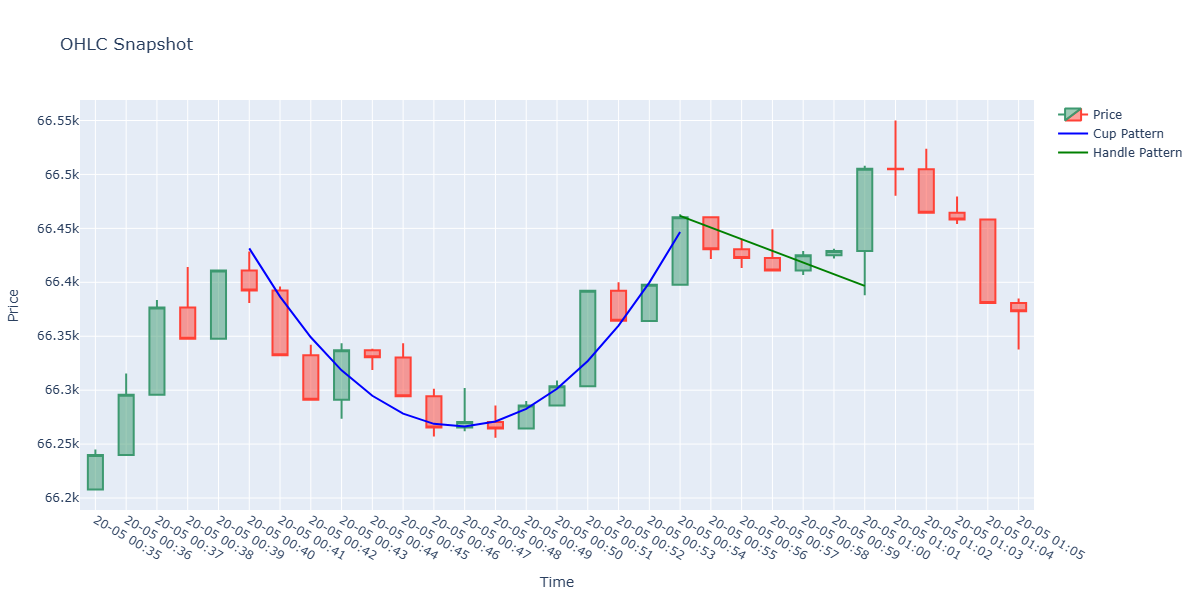 OHLC Snapshot
66.55k
66.5k
66.45k
66.4k
66.35k
66.3k
66.25k
66.2k
Price
20-05 00:35
20-05 00:36
20-05 00:37
20-05 00:38
20-05 00:39
20-05 00:40
20-05 00:41
20-05 00:42
20-05 00:43
20-05 00:44
20-05 00:45
20-05 00:46
20-05 00:47
20-05 00:48
20-05 00:49
20-05 00:50
20-05 00:51
20-05 00:52
20-05 00:53
20-05 00:54
20-05 00:55
20-05 00:56
20-05 00:57
20-05 00:58
20-05 00:59
20-05 01:00
20-05 01:01
20-05 01:02
20-05 01:03
20-05 01:04
20-05 01:05
Time
Price
Cup Pattern
Handle Pattern